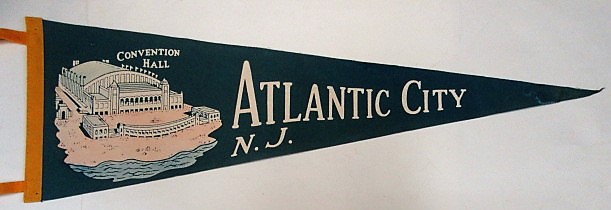 CONVENTION
HALL
ATLANTIC CITY
N. J.